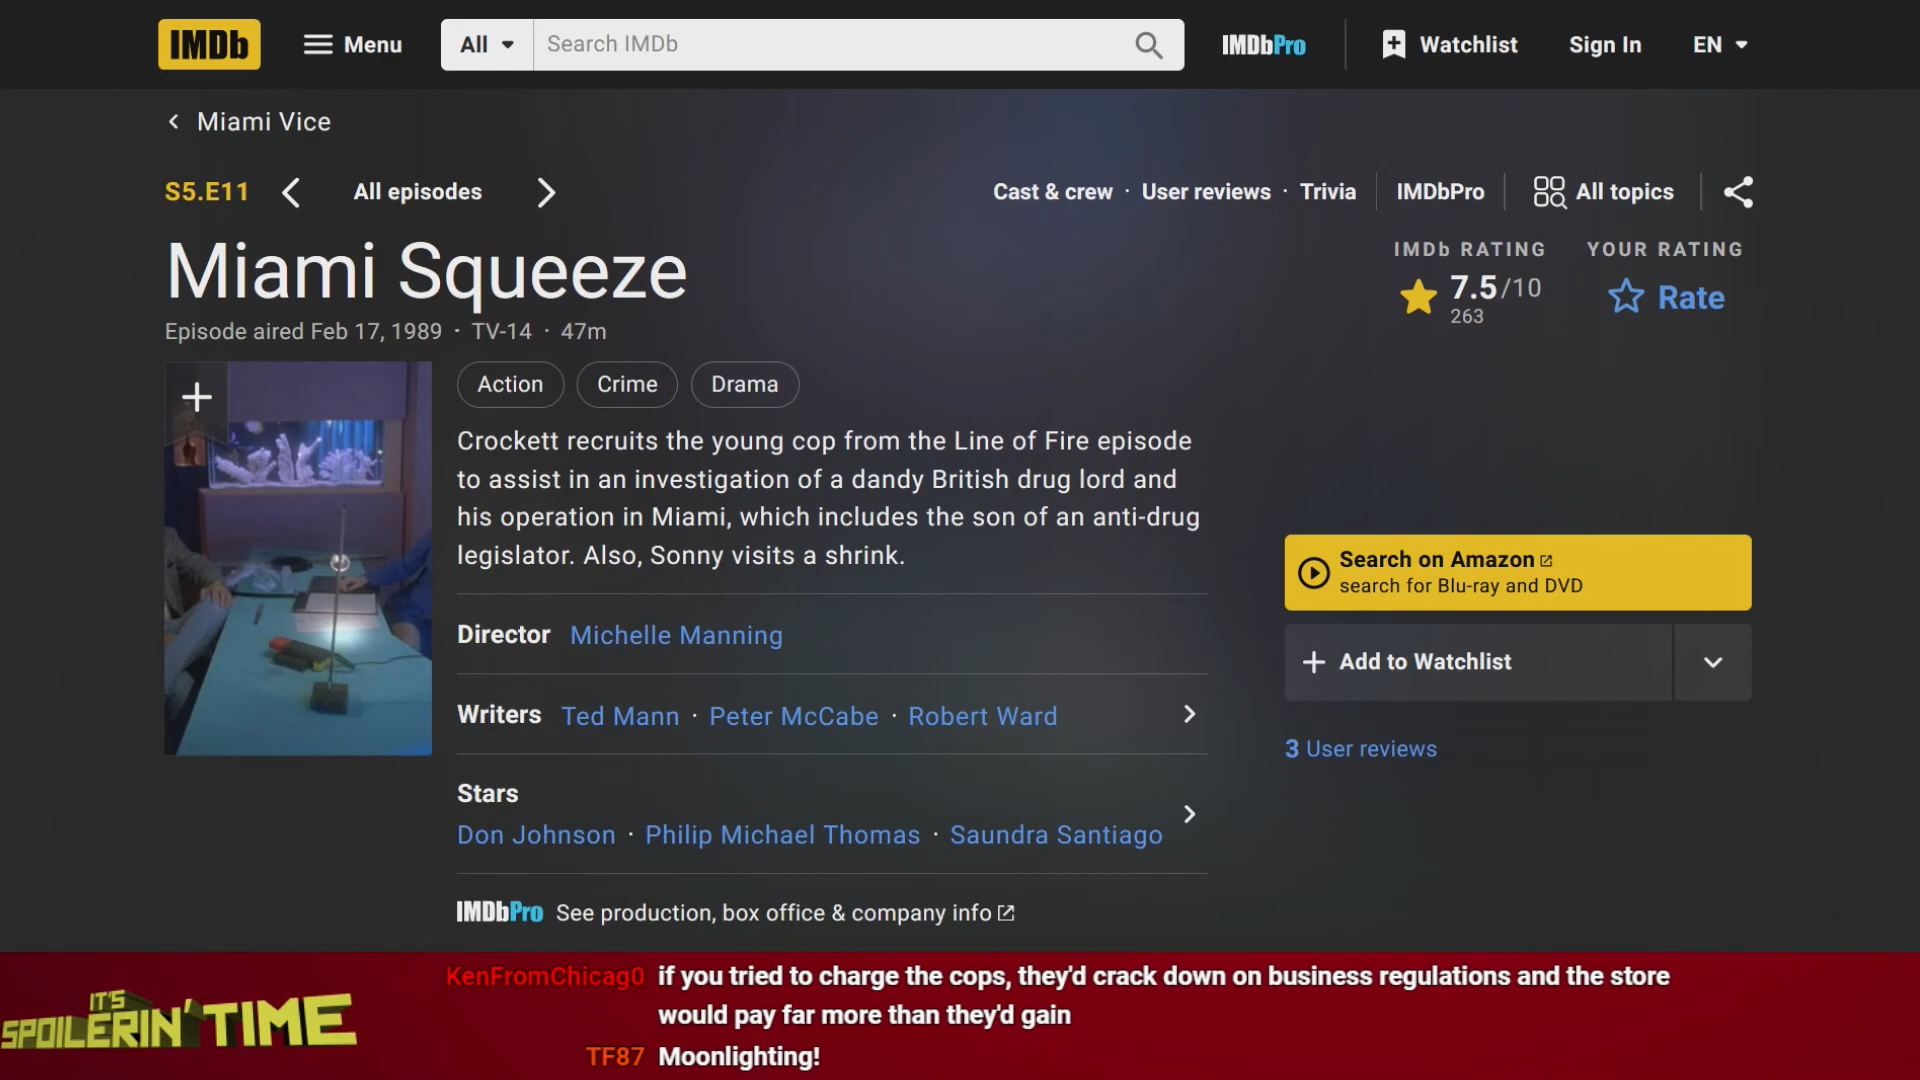 IMDb
Menu
All
Search IMDb
IMDbPro
Watchlist
Sign In
EN
Miami Vice
S5.E11
All episodes
Cast & crew · User reviews · Trivia
IMDbPro
All topics
Miami Squeeze
Episode aired Feb 17, 1989 · TV-14 · 47m
IMDb RATING
7.5/10
263
YOUR RATING
Rate
Action
Crime
Drama
Crockett recruits the young cop from the Line of Fire episode
to assist in an investigation of a dandy British drug lord and
his operation in Miami, which includes the son of an anti-drug
legislator. Also, Sonny visits a shrink.
Director Michelle Manning
Writers Ted Mann · Peter McCabe · Robert Ward
Stars
Don Johnson · Philip Michael Thomas · Saundra Santiago
IMDbPro See production, box office & company info
Search on Amazon
search for Blu-ray and DVD
Add to Watchlist
3 User reviews
IT'S
SPOILERIN' TIME
KenFromChicag0 if you tried to charge the cops, they'd crack down on business regulations and the store
would pay far more than they'd gain
TF87 Moonlighting!